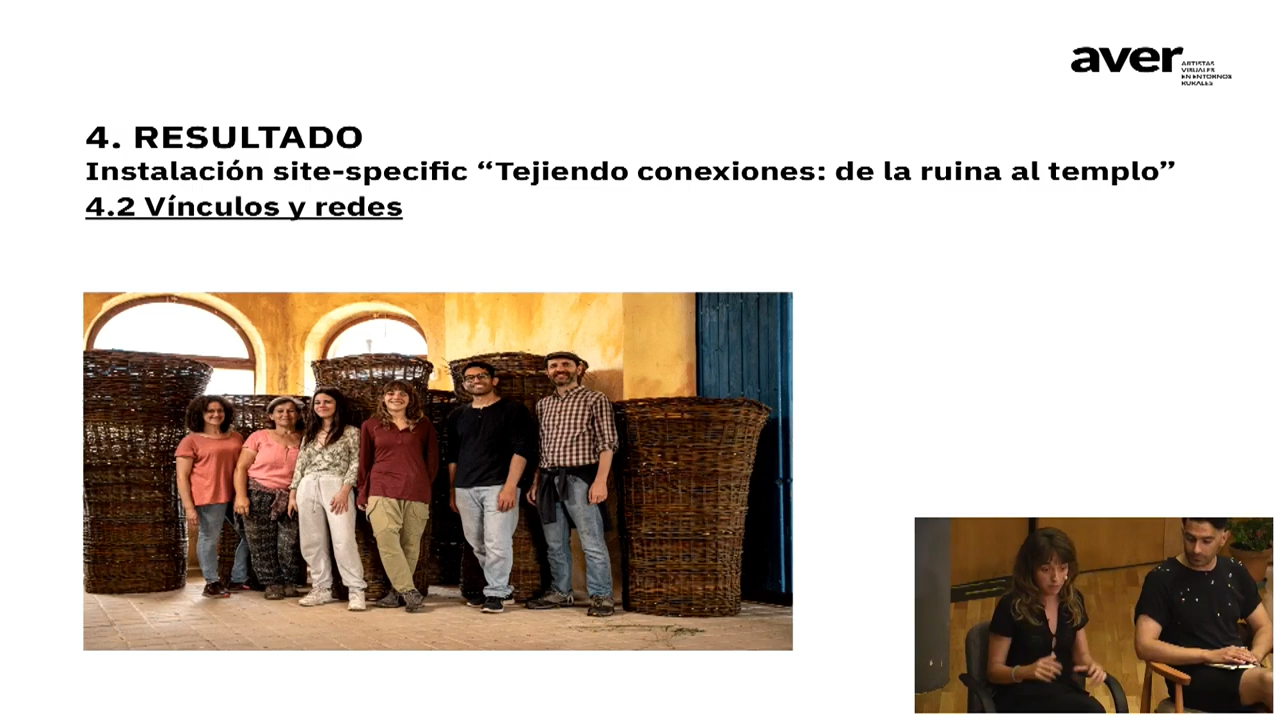 aver
ARTISTAS
VISUALES
EN ENTORNOS
RURALES
4. RESULTADO
Instalación site-specific “Tejiendo conexiones: de la ruina al templo”
4.2 Vínculos y redes